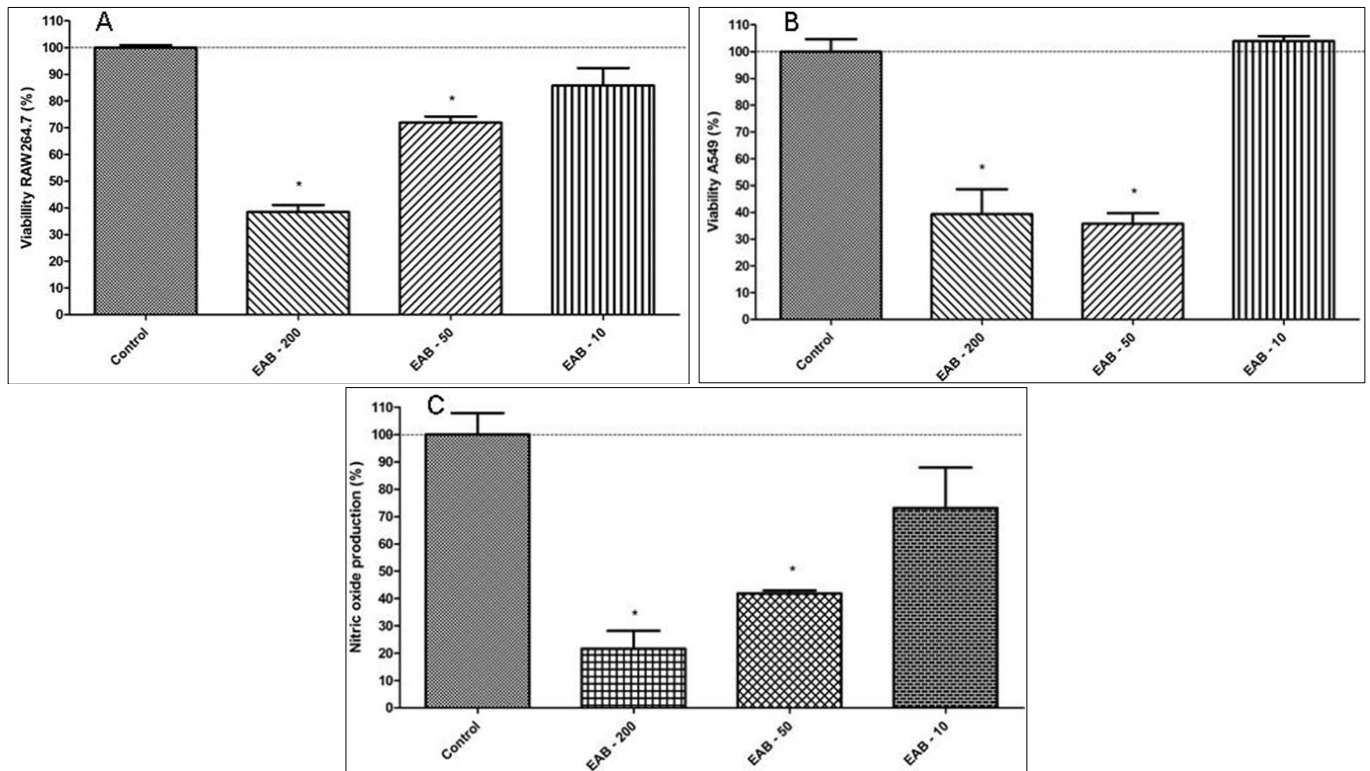 A
Viability RAW264.7 (%)
110
100
90
80
70
60
50
40
30
20
10
0
*
*
Control
EAB - 200
EAB - 50
EAB - 10
B
Viability A549 (%)
110
100
90
80
70
60
50
40
30
20
10
0
*
*
Control
EAB - 200
EAB - 50
EAB - 10
C
Nitric oxide production (%)
110
100
90
80
70
60
50
40
30
20
10
0
*
*
Control
EAB - 200
EAB - 50
EAB - 10